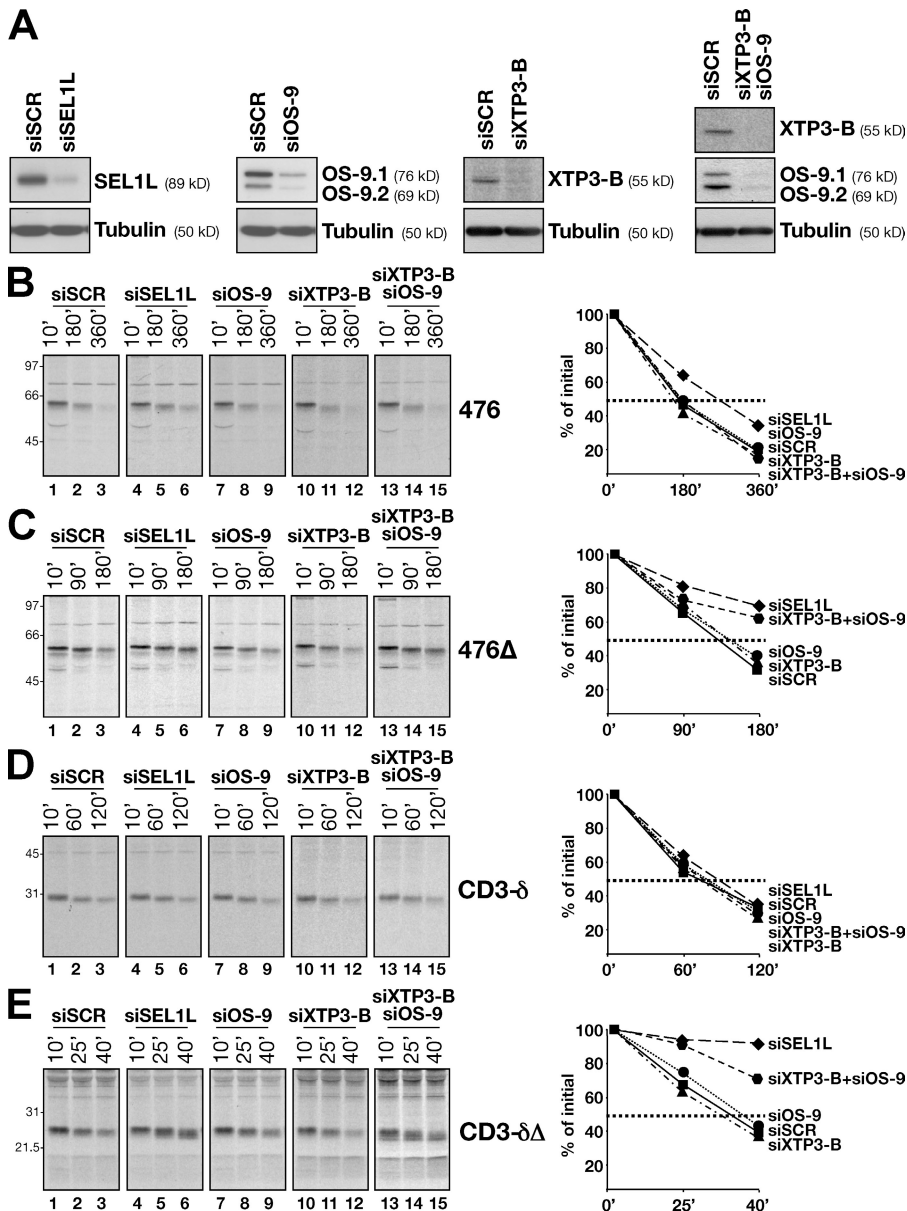 A
siSCR
siSEL1L
SEL1L (89 kD)
Tubulin (50 kD)
siSCR
siOS-9
OS-9.1 (76 kD)
OS-9.2 (69 kD)
Tubulin (50 kD)
siSCR
siXTP3-B
XTP3-B (55 kD)
Tubulin (50 kD)
siSCR
siXTP3-B
siOS-9
XTP3-B (55 kD)
OS-9.1 (76 kD)
OS-9.2 (69 kD)
Tubulin (50 kD)
B
siSCR siSEL1L siOS-9 siXTP3-B siXTP3-B siOS-9
10' 180' 360' 10' 180' 360' 10' 180' 360' 10' 180' 360' 10' 180' 360'
97
66
45
476
1 2 3 4 5 6 7 8 9 10 11 12 13 14 15
% of initial
100
80
60
40
20
0' 180' 360'
siSEL1L
siOS-9
siSCR
siXTP3-B
siXTP3-B+siOS-9
C
siSCR siSEL1L siOS-9 siXTP3-B siXTP3-B siOS-9
10' 90' 180' 10' 90' 180' 10' 90' 180' 10' 90' 180' 10' 90' 180'
97
66
45
476Δ
1 2 3 4 5 6 7 8 9 10 11 12 13 14 15
% of initial
100
80
60
40
20
0' 90' 180'
siSEL1L
siXTP3-B+siOS-9
siOS-9
siXTP3-B
siSCR
D
siSCR siSEL1L siOS-9 siXTP3-B siXTP3-B siOS-9
10' 60' 120' 10' 60' 120' 10' 60' 120' 10' 60' 120' 10' 60' 120'
45
31
CD3-δ
1 2 3 4 5 6 7 8 9 10 11 12 13 14 15
% of initial
100
80
60
40
20
0' 60' 120'
siSEL1L
siSCR
siOS-9
siXTP3-B+siOS-9
siXTP3-B
E
siSCR siSEL1L siOS-9 siXTP3-B siXTP3-B siOS-9
10' 25' 40' 10' 25' 40' 10' 25' 40' 10' 25' 40' 10' 25' 40'
31
21.5
CD3-δΔ
1 2 3 4 5 6 7 8 9 10 11 12 13 14 15
% of initial
100
80
60
40
20
0' 25' 40'
siSEL1L
siXTP3-B+siOS-9
siOS-9
siSCR
siXTP3-B